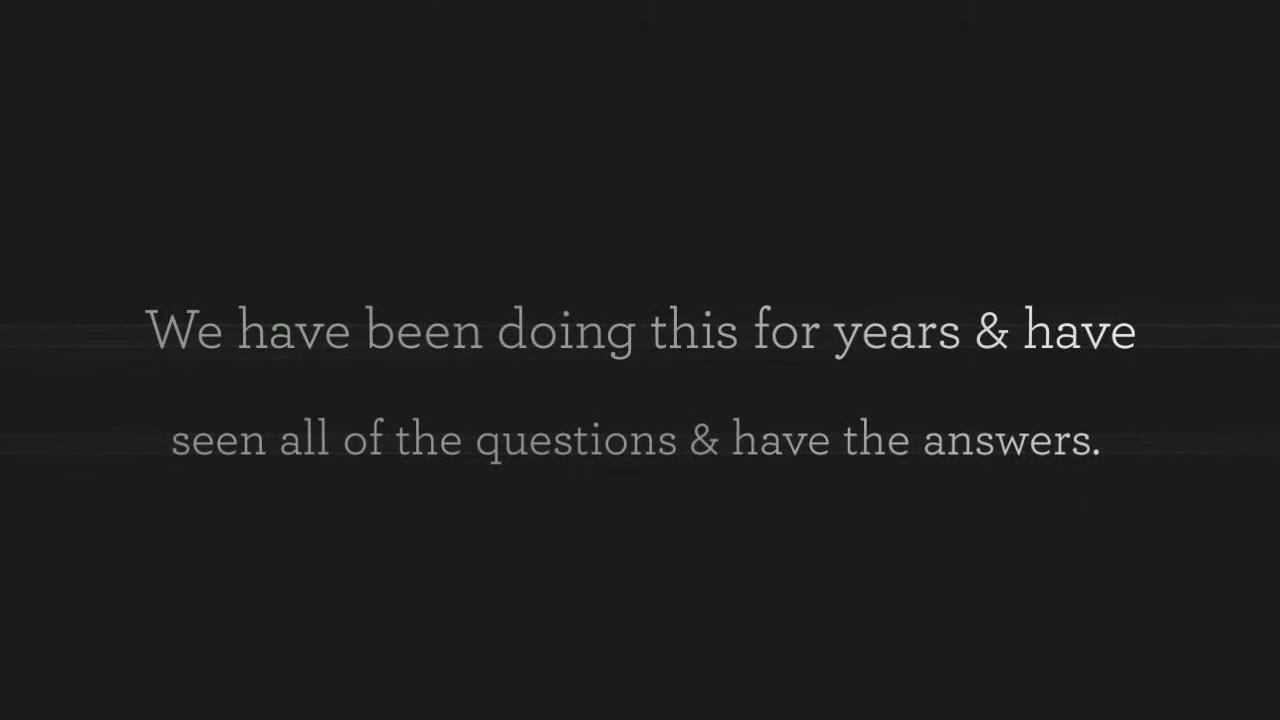 We have been doing this for years & have
seen all of the questions & have the answers.